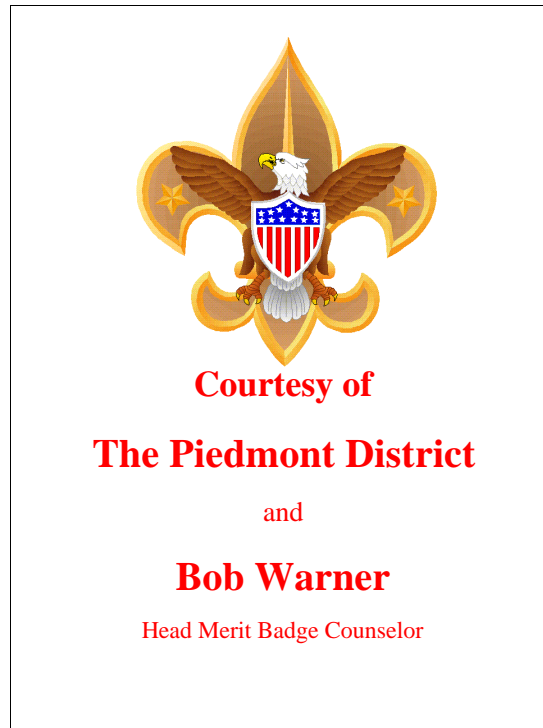 Courtesy of
The Piedmont District
and
Bob Warner
Head Merit Badge Counselor